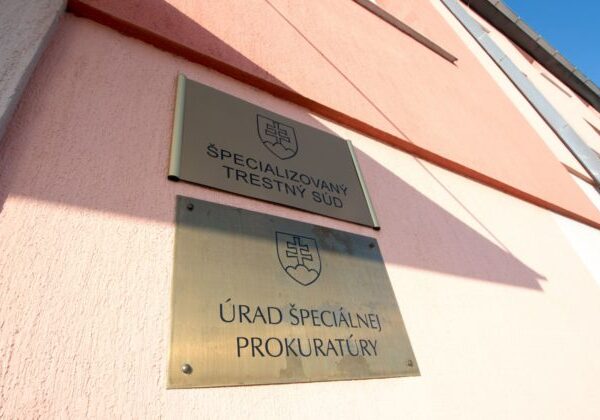 ŠPECIALIZOVANÝ
TRESTNÝ SÚD
ÚRAD ŠPECIÁLNEJ
PROKURATÚRY